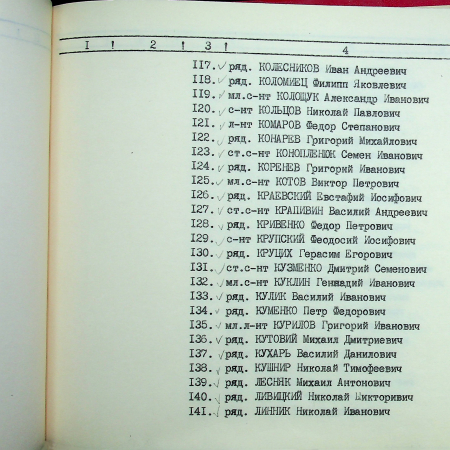 I ! 2 ! 3 ! 4
II7. ряд. КОЛЕСНИКОВ Иван Андреевич
II8. ряд. КОЛОМИЕЦ Филипп Яковлевич
II9. мл.с-нт КОЛОЩУК Александр Иванович
I20. с-нт КОЛЬЦОВ Николай Павлович
I2I. л-нт КОМАРОВ Федор Степанович
I22. ряд. КОНАРЕВ Григорий Михайлович
I23. ст.с-нт КОНОПЛЕНЮК Семен Иванович
I24. ряд. КОРЕНЕВ Григорий Иванович
I25. мл.с-нт КОТОВ Виктор Петрович
I26. ряд. КРАЕВСКИЙ Евстафий Иосифович
I27. ст.с-нт КРАПИВИН Василий Андреевич
I28. ряд. КРИВЕНКО Федор Петрович
I29. с-нт КРУПСКИЙ Феодосий Иосифович
I30. ряд. КРУЦИХ Герасим Егорович
I3I. ст.с-нт КУЗМЕНКО Дмитрий Семенович
I32. мл.с-нт КУКЛИН Геннадий Иванович
I33. ряд. КУЛИК Василий Иванович
I34. ряд. КУМЕНКО Петр Федорович
I35. мл.л-нт КУРИЛОВ Григорий Иванович
I36. ряд. КУТОВИЙ Михаил Дмитриевич
I37. ряд. КУХАРЬ Василий Данилович
I38. ряд. КУШНИР Николай Тимофеевич
I39. ряд. ЛЕСНЯК Михаил Антонович
I40. ряд. ЛИВИЦКИЙ Николай Викторивич
I4I. ряд. ЛИННИК Николай Иванович